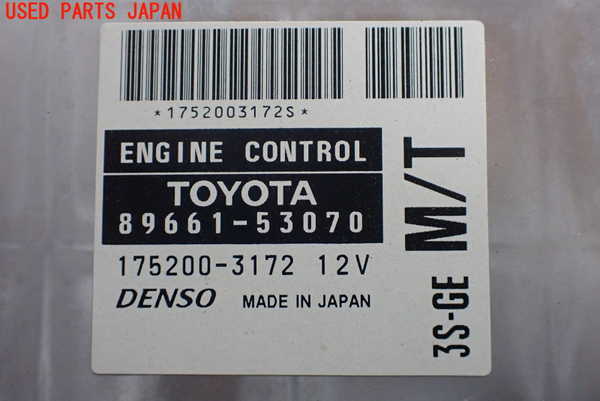 USED PARTS JAPAN
*1752003172S*
ENGINE CONTROL
TOYOTA
89661-53070
175200-3172 12V
DENSO MADE IN JAPAN
M/T
3S-GE